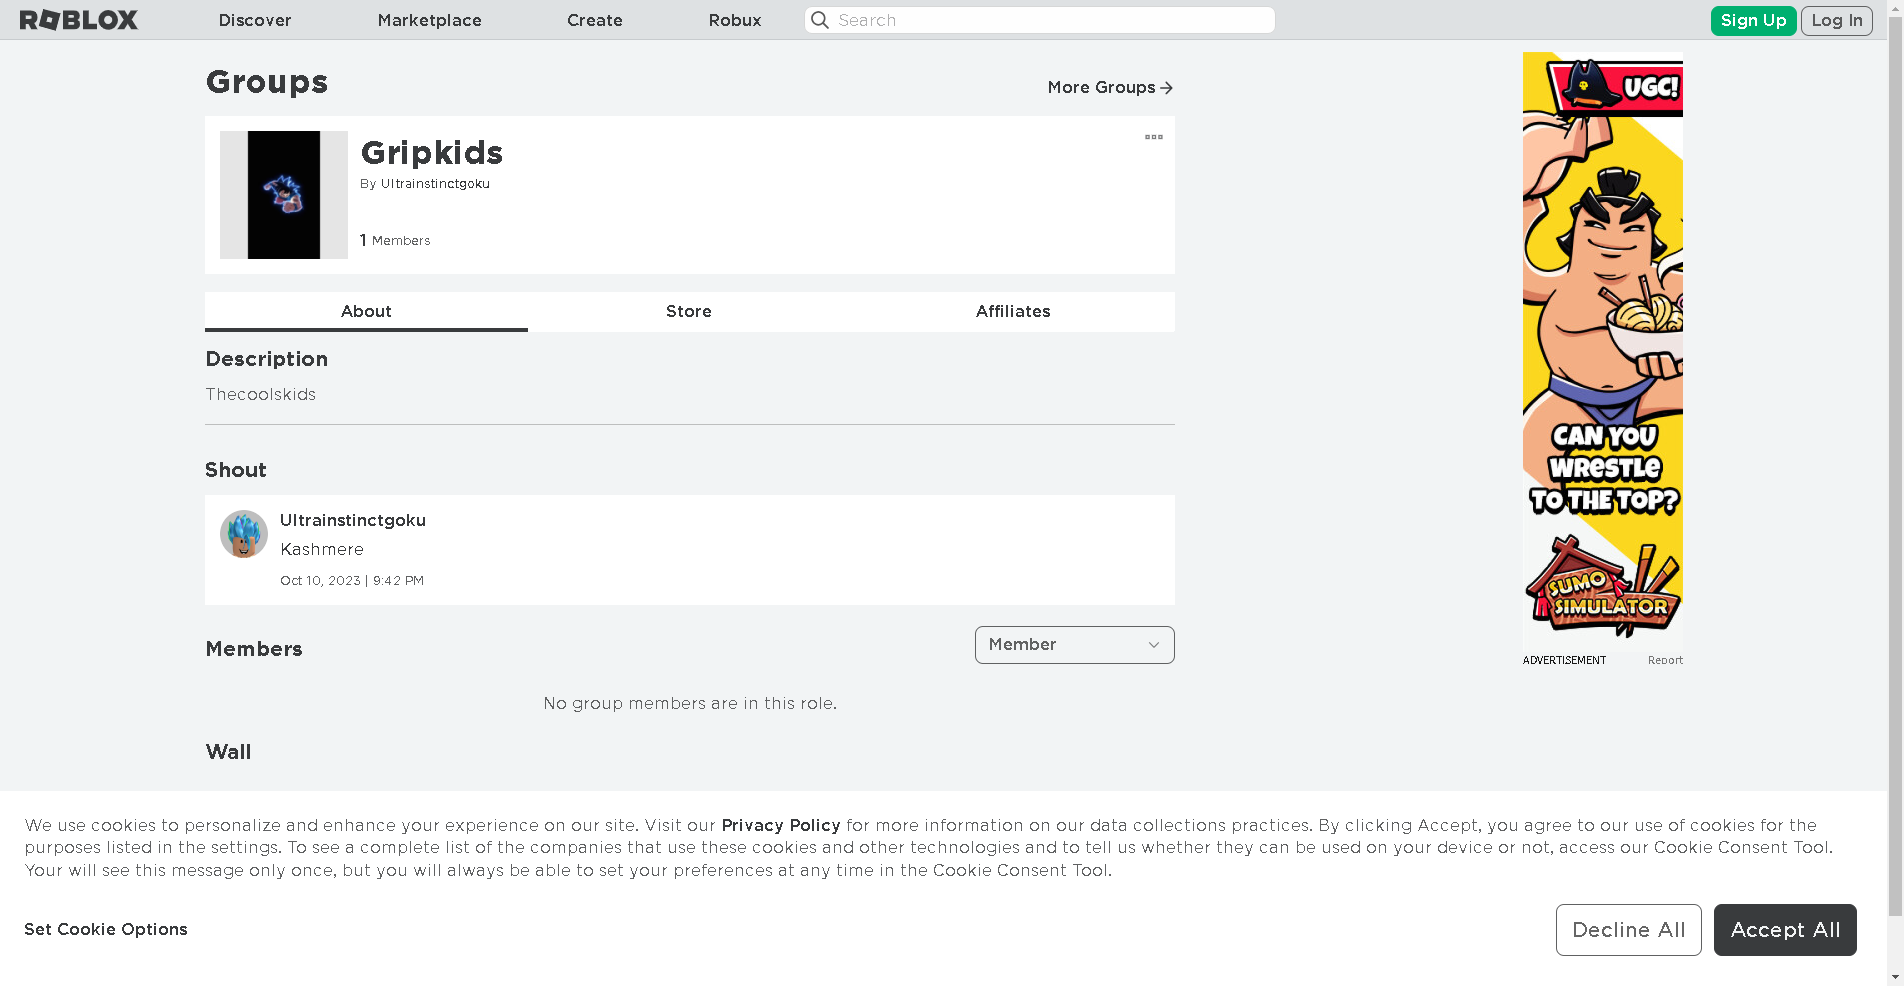 ROBLOX Discover Marketplace Create Robux Search Sign Up Log In
Groups
More Groups
Gripkids
By Ultrainstinctgoku
1 Members
About Store Affiliates
Description
Thecoolskids
Shout
Ultrainstinctgoku
Kashmere
Oct 10, 2023 | 9:42 PM
Members
Member
No group members are in this role.
Wall
UGC!
CAN YOU
WRESTLE
TO THE TOP?
SUMO
SIMULATOR
ADVERTISEMENT Report
We use cookies to personalize and enhance your experience on our site. Visit our Privacy Policy for more information on our data collections practices. By clicking Accept, you agree to our use of cookies for the
purposes listed in the settings. To see a complete list of the companies that use these cookies and other technologies and to tell us whether they can be used on your device or not, access our Cookie Consent Tool.
Your will see this message only once, but you will always be able to set your preferences at any time in the Cookie Consent Tool.
Set Cookie Options
Decline All
Accept All